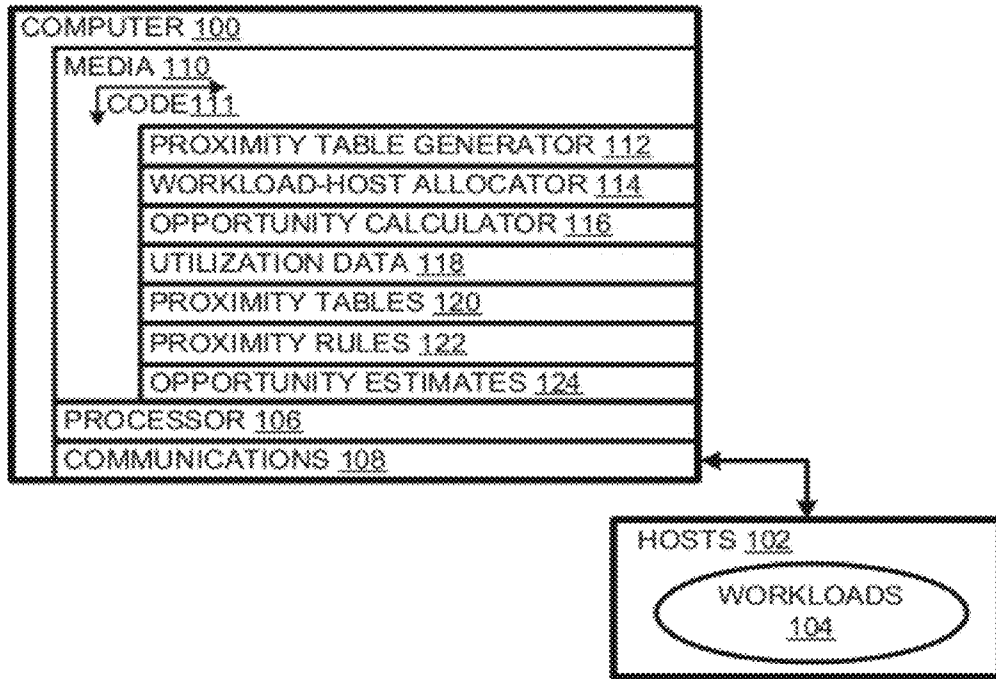 COMPUTER 100
MEDIA 110
CODE111
PROXIMITY TABLE GENERATOR 112
WORKLOAD-HOST ALLOCATOR 114
OPPORTUNITY CALCULATOR 116
UTILIZATION DATA 118
PROXIMITY TABLES 120
PROXIMITY RULES 122
OPPORTUNITY ESTIMATES 124
PROCESSOR 106
COMMUNICATIONS 108
HOSTS 102
WORKLOADS
104